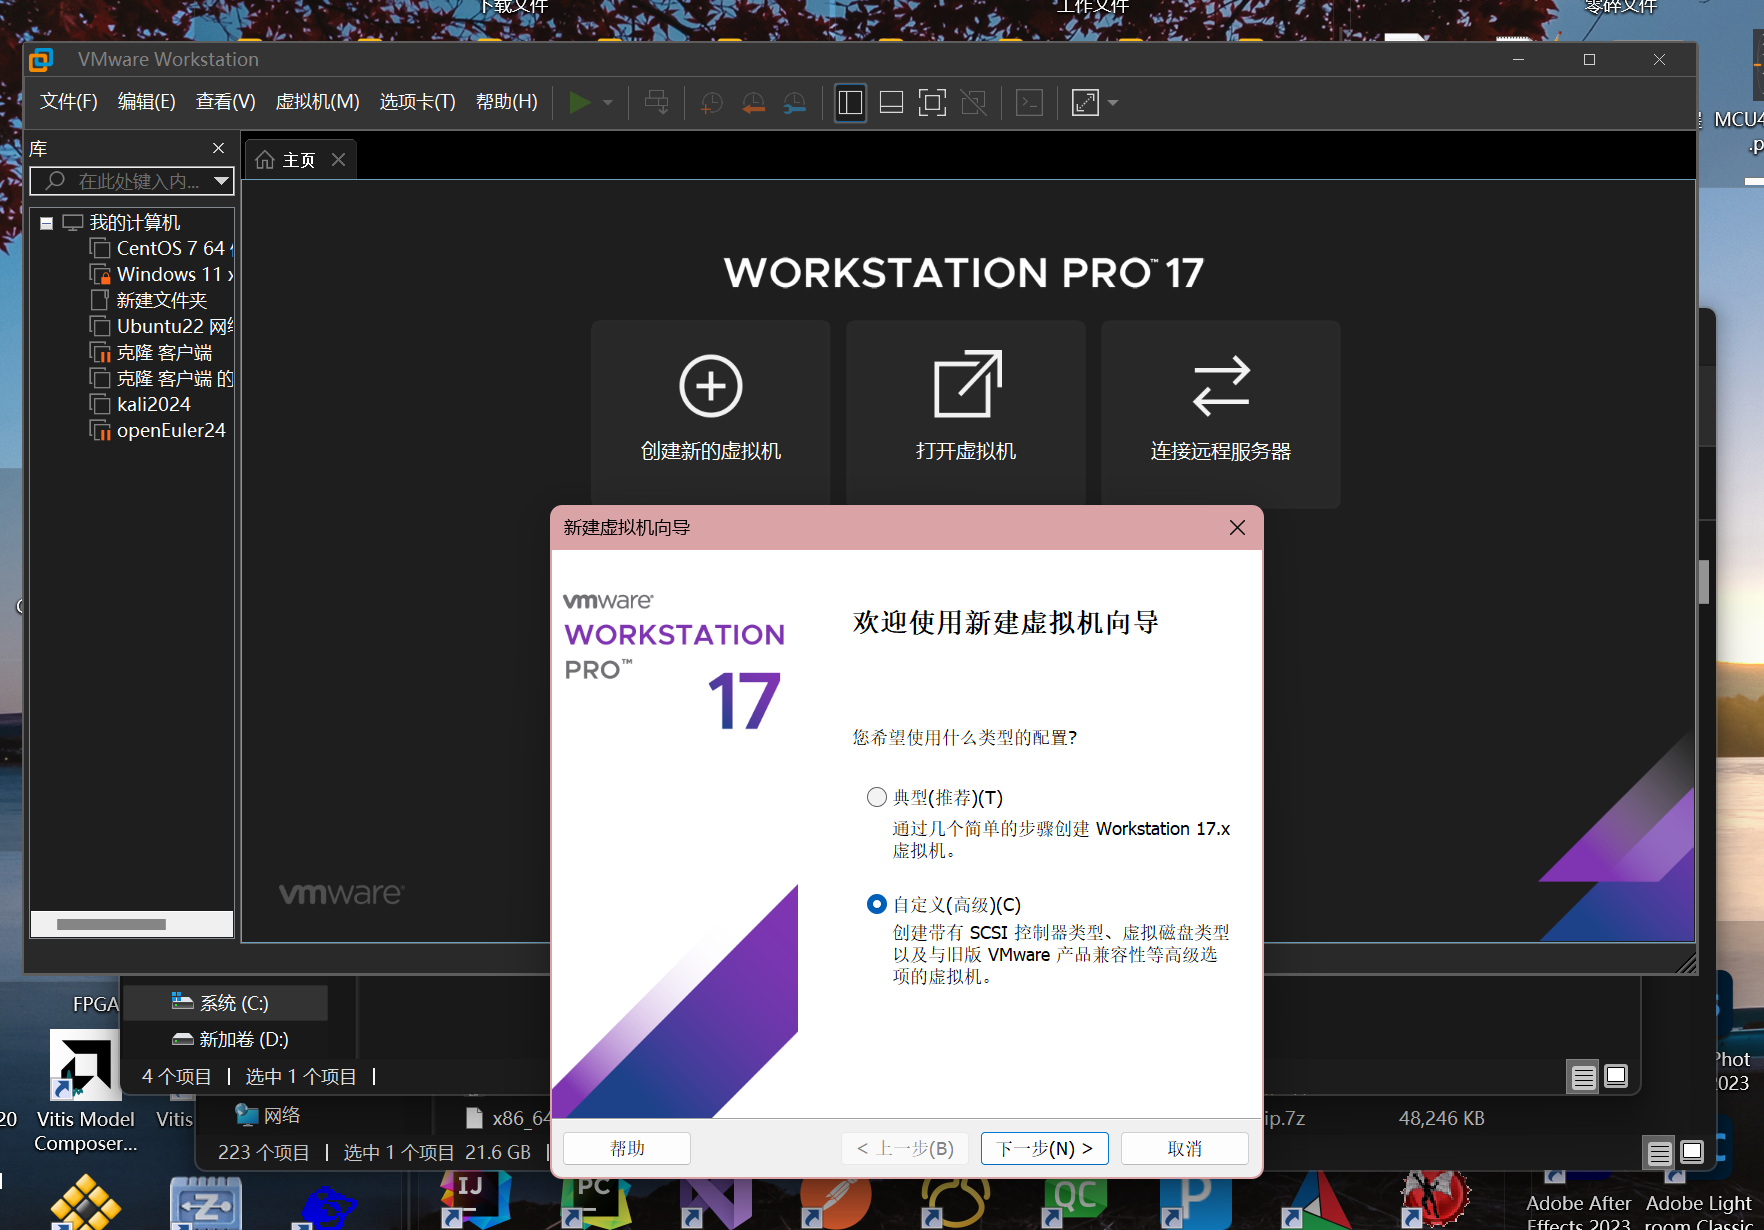 下载文件
工作文件
零碎文件
VMware Workstation
文件(F) 编辑(E) 查看(V) 虚拟机(M) 选项卡(T) 帮助(H)
MCU4
.p
库
主页
在此处键入内...
我的计算机
CentOS 7 64
Windows 11 x
新建文件夹
Ubuntu22 网络
克隆 客户端
克隆 客户端 的
kali2024
openEuler24
WORKSTATION PRO™ 17
创建新的虚拟机
打开虚拟机
连接远程服务器
vmware
新建虚拟机向导
vmware
WORKSTATION
PRO™
17
欢迎使用新建虚拟机向导
您希望使用什么类型的配置?
典型(推荐)(T)
通过几个简单的步骤创建 Workstation 17.x
虚拟机。
自定义(高级)(C)
创建带有 SCSI 控制器类型、虚拟磁盘类型
以及与旧版 VMware 产品兼容性等高级选
项的虚拟机。
帮助
< 上一步(B)
下一步(N) >
取消
FPGA
系统 (C:)
新加卷 (D:)
4 个项目
选中 1 个项目
网络
x86_64
ip.7z
48,246 KB
223 个项目
选中 1 个项目 21.6 GB
20
Vitis Model
Composer...
Vitis
Phot
2023
IJ
PC
QC
P
Adobe After
Effects 2023
Adobe Light
room Classic